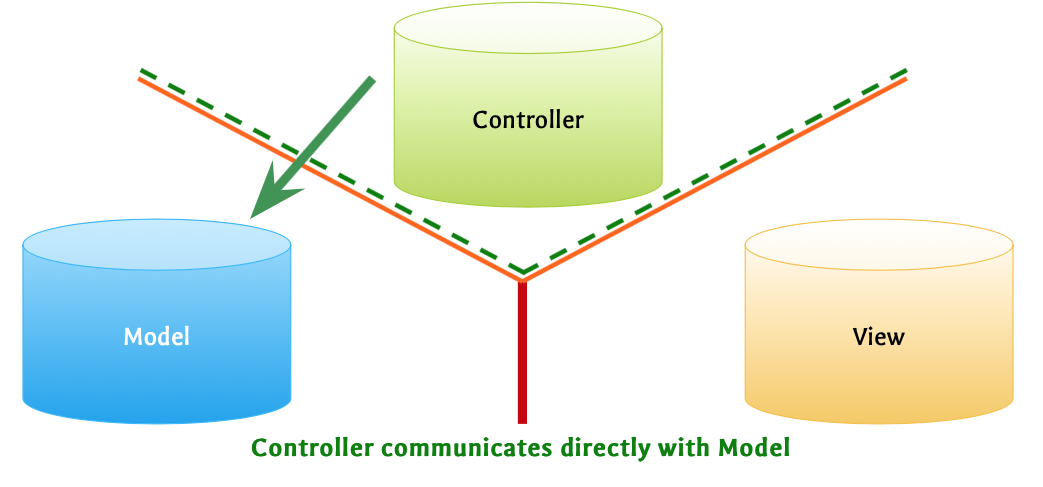 Controller
Model
View
Controller communicates directly with Model